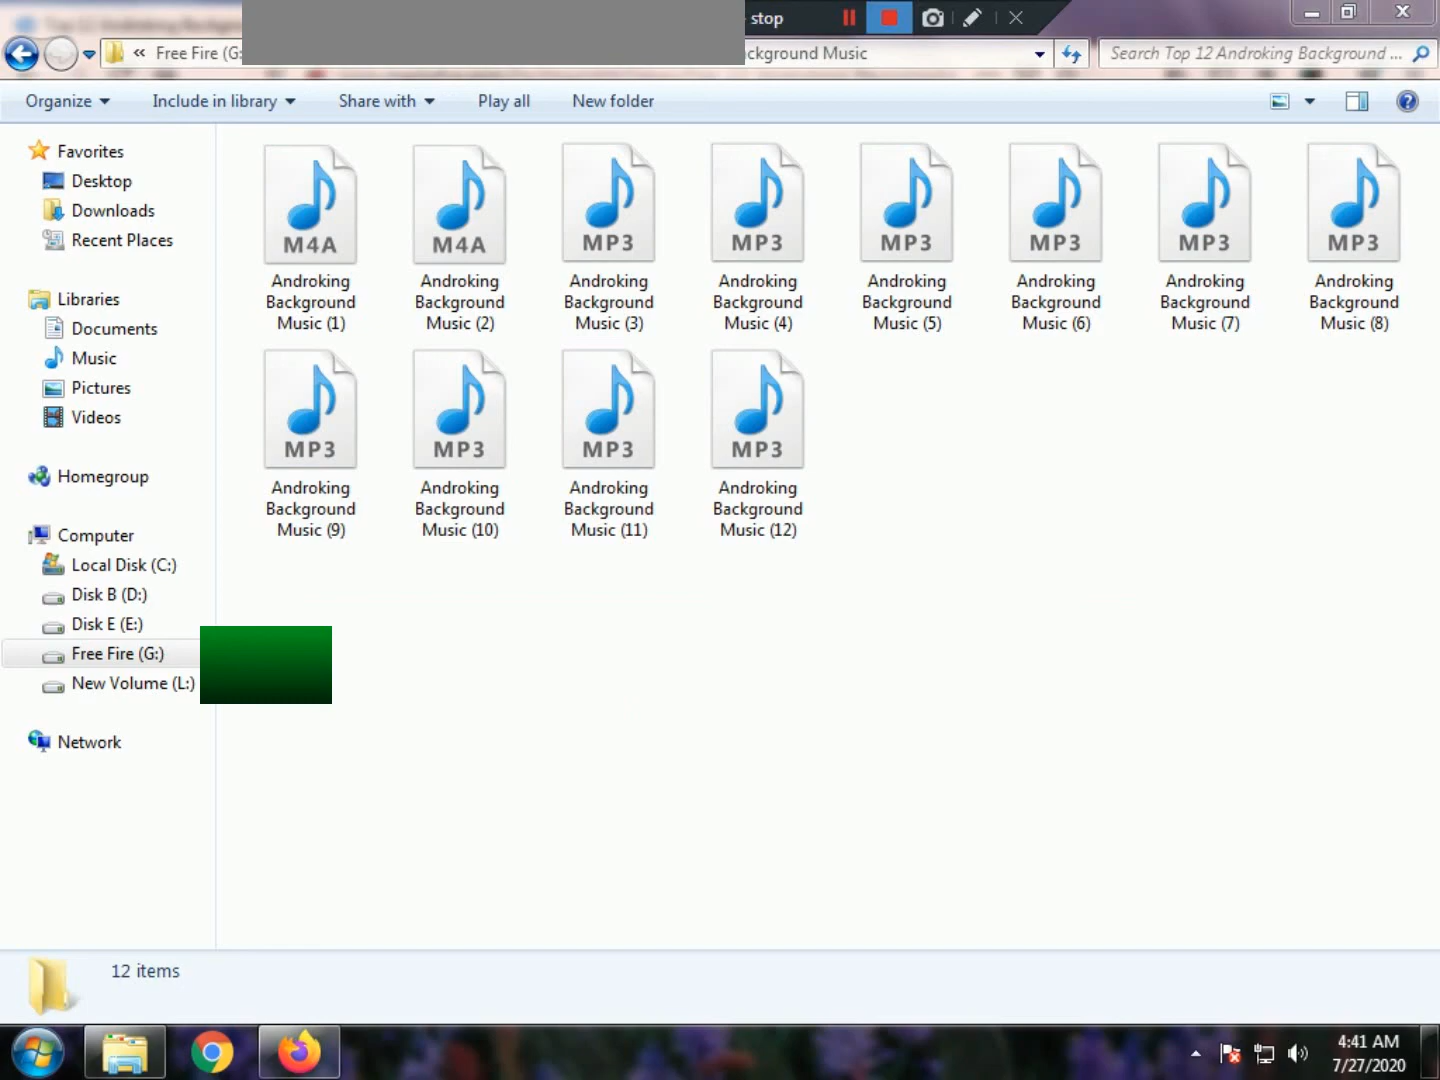 stop
« Free Fire (G:
ckground Music
Search Top 12 Androking Background ...
Organize
Include in library
Share with
Play all
New folder
Favorites
Desktop
Downloads
Recent Places
Libraries
Documents
Music
Pictures
Videos
Homegroup
Computer
Local Disk (C:)
Disk B (D:)
Disk E (E:)
Free Fire (G:)
New Volume (L:)
Network
M4A
Androking
Background
Music (1)
M4A
Androking
Background
Music (2)
MP3
Androking
Background
Music (3)
MP3
Androking
Background
Music (4)
MP3
Androking
Background
Music (5)
MP3
Androking
Background
Music (6)
MP3
Androking
Background
Music (7)
MP3
Androking
Background
Music (8)
MP3
Androking
Background
Music (9)
MP3
Androking
Background
Music (10)
MP3
Androking
Background
Music (11)
MP3
Androking
Background
Music (12)
12 items
4:41 AM
7/27/2020